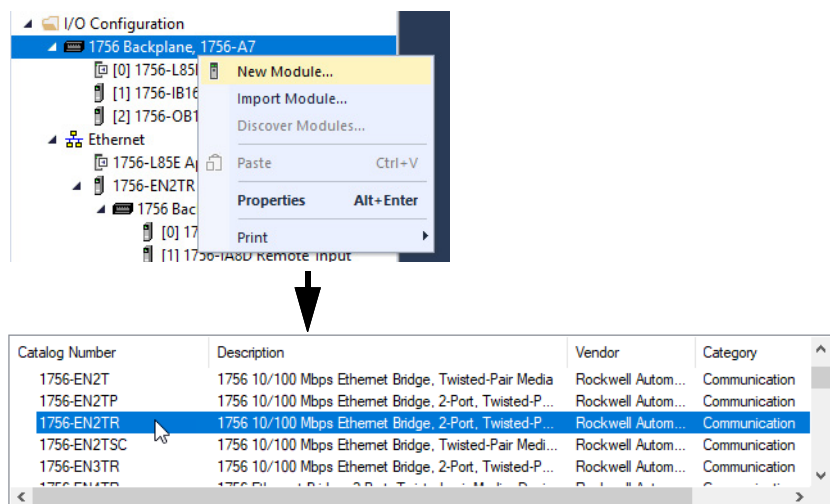 I/O Configuration
1756 Backplane, 1756-A7
[0] 1756-L85
New Module...
[1] 1756-IB16
Import Module...
[2] 1756-OB1
Discover Modules...
Ethernet
1756-L85E
Paste Ctrl+V
1756-EN2TR
Properties Alt+Enter
1756 Bac
[0] 17
Print
[1] 1756-IA8D Remote Input
Catalog Number Description Vendor Category
1756-EN2T 1756 10/100 Mbps Ethernet Bridge, Twisted-Pair Media Rockwell Autom... Communication
1756-EN2TP 1756 10/100 Mbps Ethernet Bridge, 2-Port, Twisted-P... Rockwell Autom... Communication
1756-EN2TR 1756 10/100 Mbps Ethernet Bridge, 2-Port, Twisted-P... Rockwell Autom... Communication
1756-EN2TSC 1756 10/100 Mbps Ethernet Bridge, Twisted-Pair Medi... Rockwell Autom... Communication
1756-EN3TR 1756 10/100 Mbps Ethernet Bridge, 2-Port, Twisted-P... Rockwell Autom... Communication